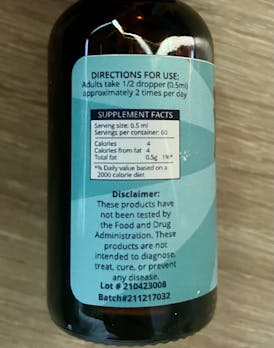 DIRECTIONS FOR USE:
Adults take 1/2 dropper (0.5ml)
approximately 2 times per day
SUPPLEMENT FACTS
Serving size: 0.5 ml
Servings per container: 60
Calories 4
Calories from fat 4
Total fat 0.5g 1%*
*% Daily value based on a
2000 calorie diet
Disclaimer:
These products have
not been tested by
the Food and Drug
Administration. These
products are not
intended to diagnose,
treat, cure, or prevent
any disease.
Lot # 210423008
Batch#211217032